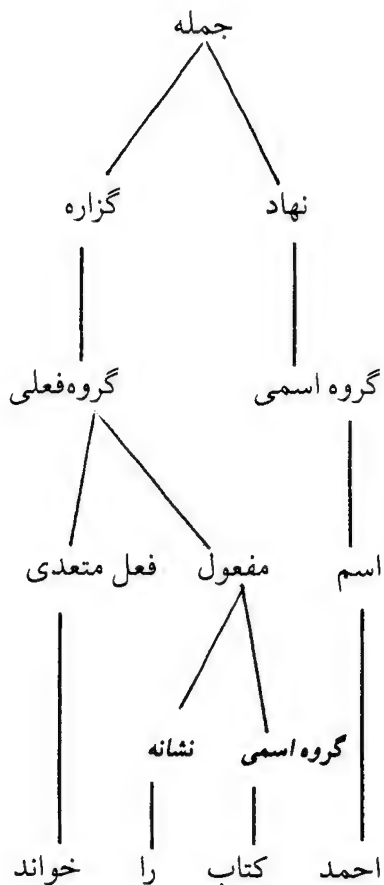 جمله
نهاد گزاره
گروه اسمی گروه‌فعلی
اسم مفعول فعل متعدی
گروه اسمی نشانه
احمد کتاب را خواند